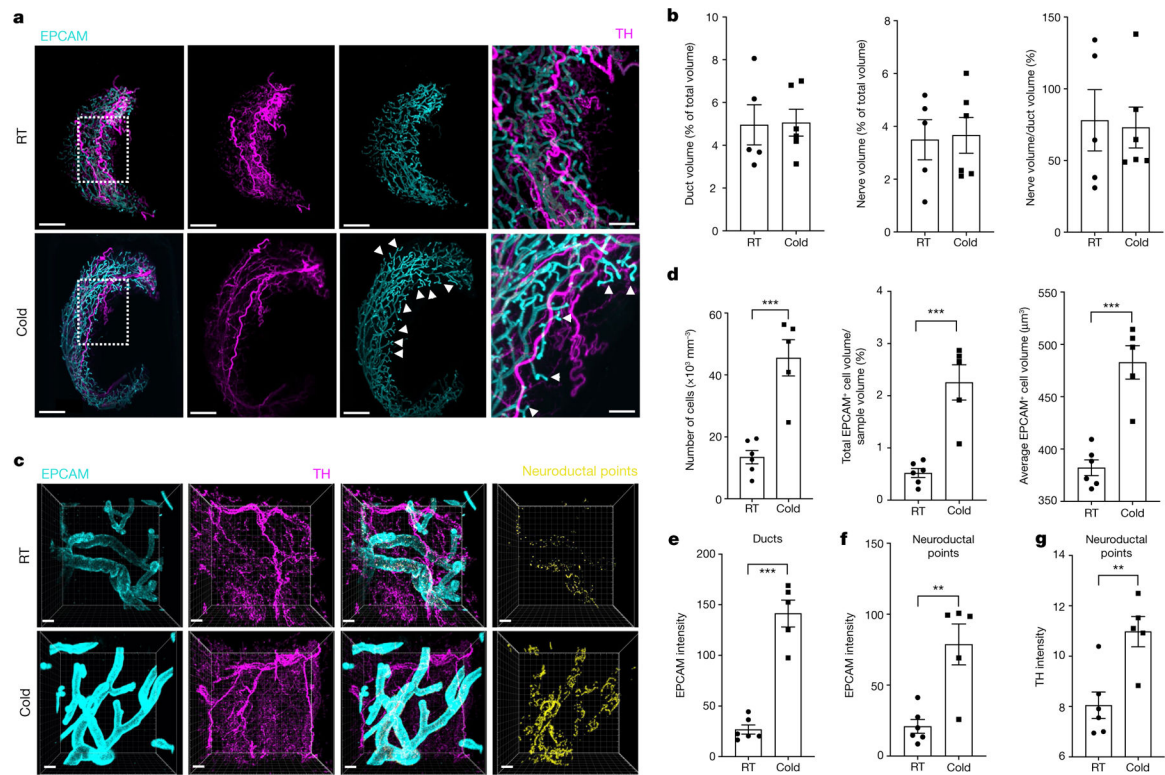 a
EPCAM
TH
RT
Cold
b
Duct volume (% of total volume)
10
8
6
4
2
0
RT
Cold
Nerve volume (% of total volume)
8
6
4
2
0
RT
Cold
Nerve volume/duct volume (%)
150
100
50
0
RT
Cold
c
EPCAM
TH
Neuroductal points
RT
Cold
d
Number of cells (×10³ mm⁻³)
60
40
20
0
***
RT
Cold
Total EPCAM⁺ cell volume/
sample volume (%)
4
3
2
1
0
***
RT
Cold
Average EPCAM⁺ cell volume (µm³)
550
500
450
400
350
***
RT
Cold
e
Ducts
EPCAM intensity
200
150
100
50
0
***
RT
Cold
f
Neuroductal
points
EPCAM intensity
150
100
50
0
**
RT
Cold
g
Neuroductal
points
TH intensity
14
12
10
8
6
**
RT
Cold